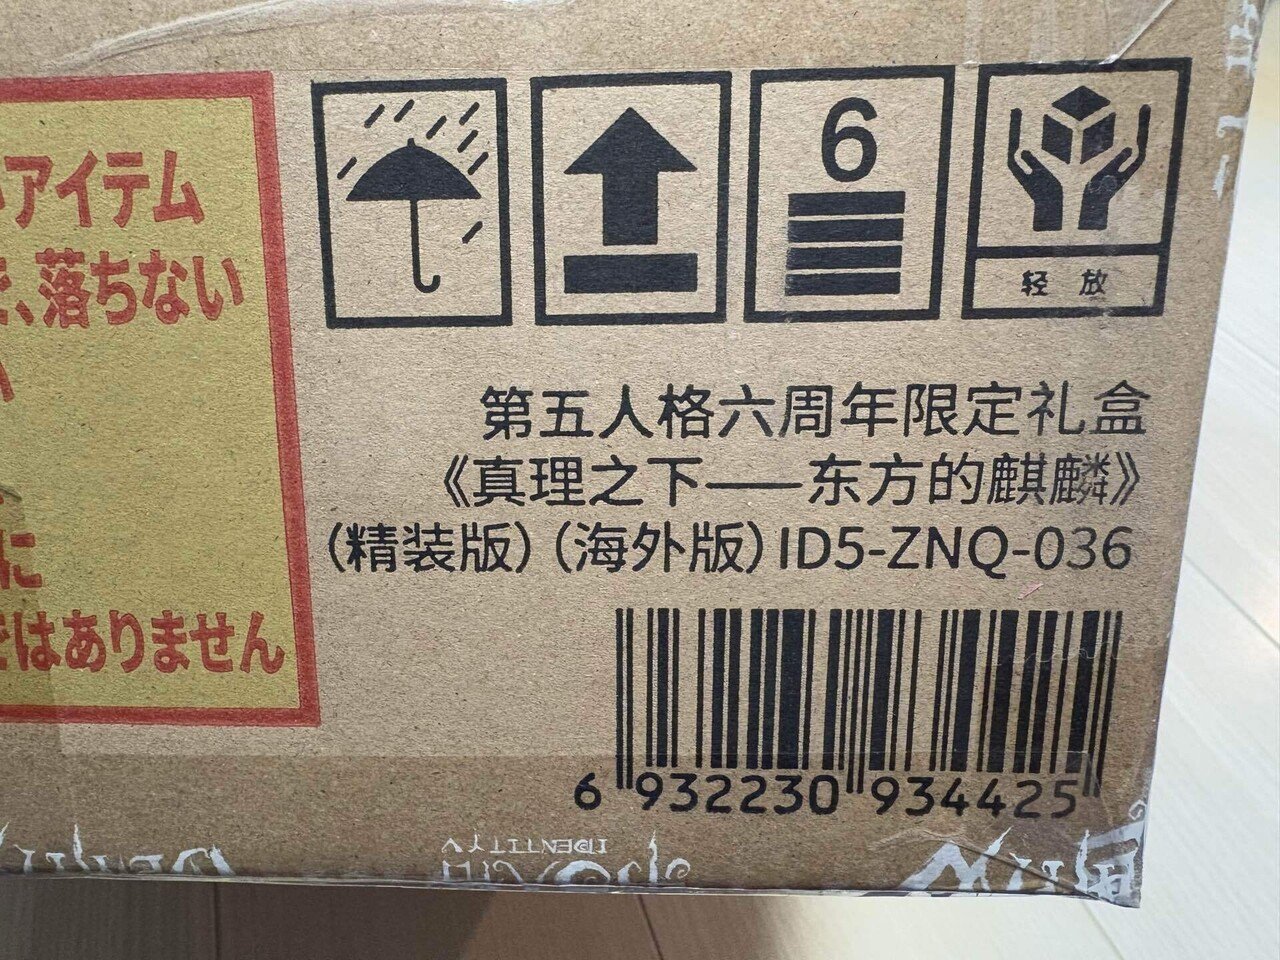 アイテム
、落ちない
に
ではありません
6
轻放
第五人格六周年限定礼盒
《真理之下——东方的麒麟》
(精装版)(海外版)ID5-ZNQ-036
6 932230 934425
IDENTITY